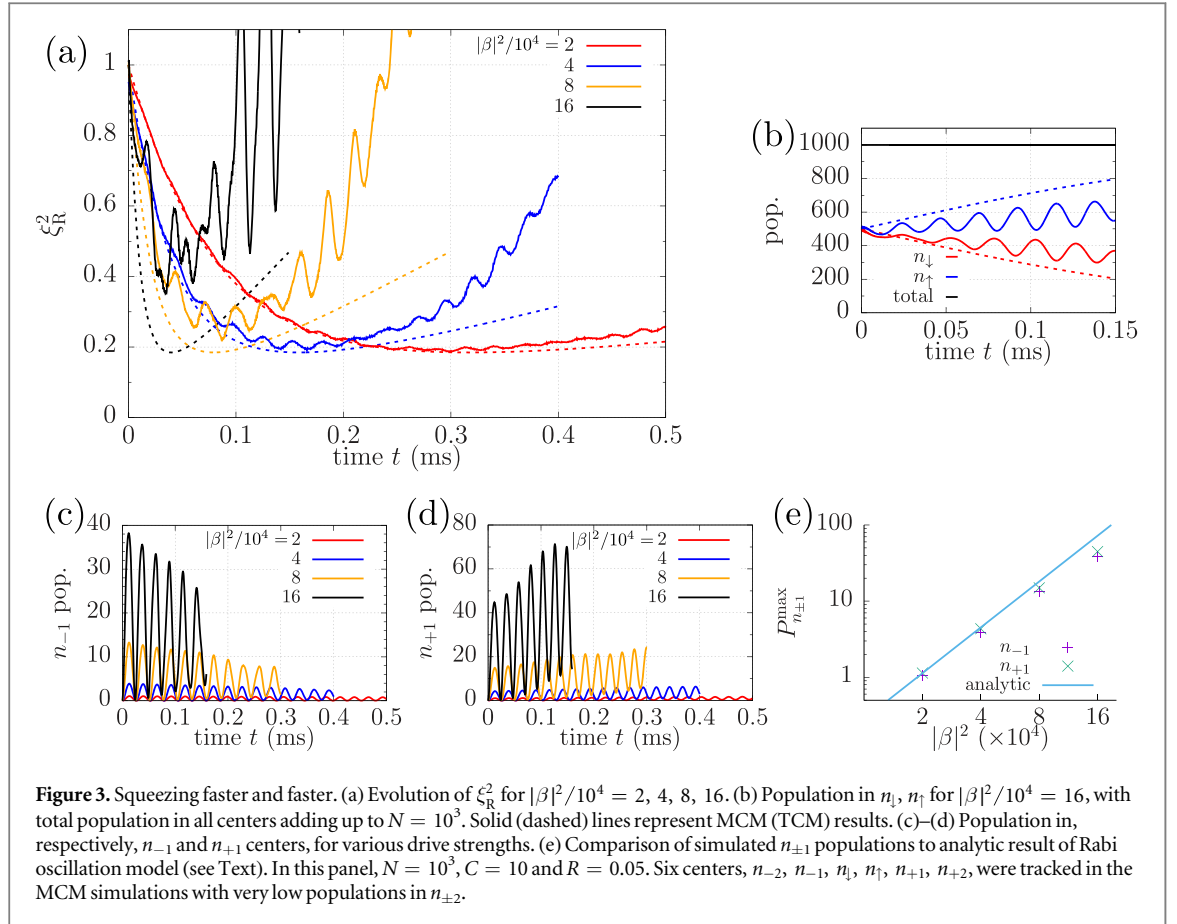 (a)
|β|²/10⁴ = 2
4
8
16
1
0.8
0.6
0.4
0.2
0
ξ²_R
0 0.1 0.2 0.3 0.4 0.5
time t (ms)
(b)
1000
800
600
400
200
0
pop.
n↓
n↑
total
0 0.05 0.1 0.15
time t (ms)
(c)
40
30
20
10
0
n₋₁ pop.
|β|²/10⁴ = 2
4
8
16
0 0.1 0.2 0.3 0.4 0.5
time t (ms)
(d)
80
60
40
20
0
n₊₁ pop.
|β|²/10⁴ = 2
4
8
16
0 0.1 0.2 0.3 0.4 0.5
time t (ms)
(e)
100
10
1
P^max_n±1
n₋₁
n₊₁
analytic
2 4 8 16
|β|² (×10⁴)
Figure 3. Squeezing faster and faster. (a) Evolution of ξ²_R for |β|²/10⁴ = 2, 4, 8, 16. (b) Population in n↓, n↑ for |β|²/10⁴ = 16, with
total population in all centers adding up to N = 10³. Solid (dashed) lines represent MCM (TCM) results. (c)–(d) Population in,
respectively, n₋₁ and n₊₁ centers, for various drive strengths. (e) Comparison of simulated n±₁ populations to analytic result of Rabi
oscillation model (see Text). In this panel, N = 10³, C = 10 and R = 0.05. Six centers, n₋₂, n₋₁, n↓, n↑, n₊₁, n₊₂, were tracked in the
MCM simulations with very low populations in n±₂.